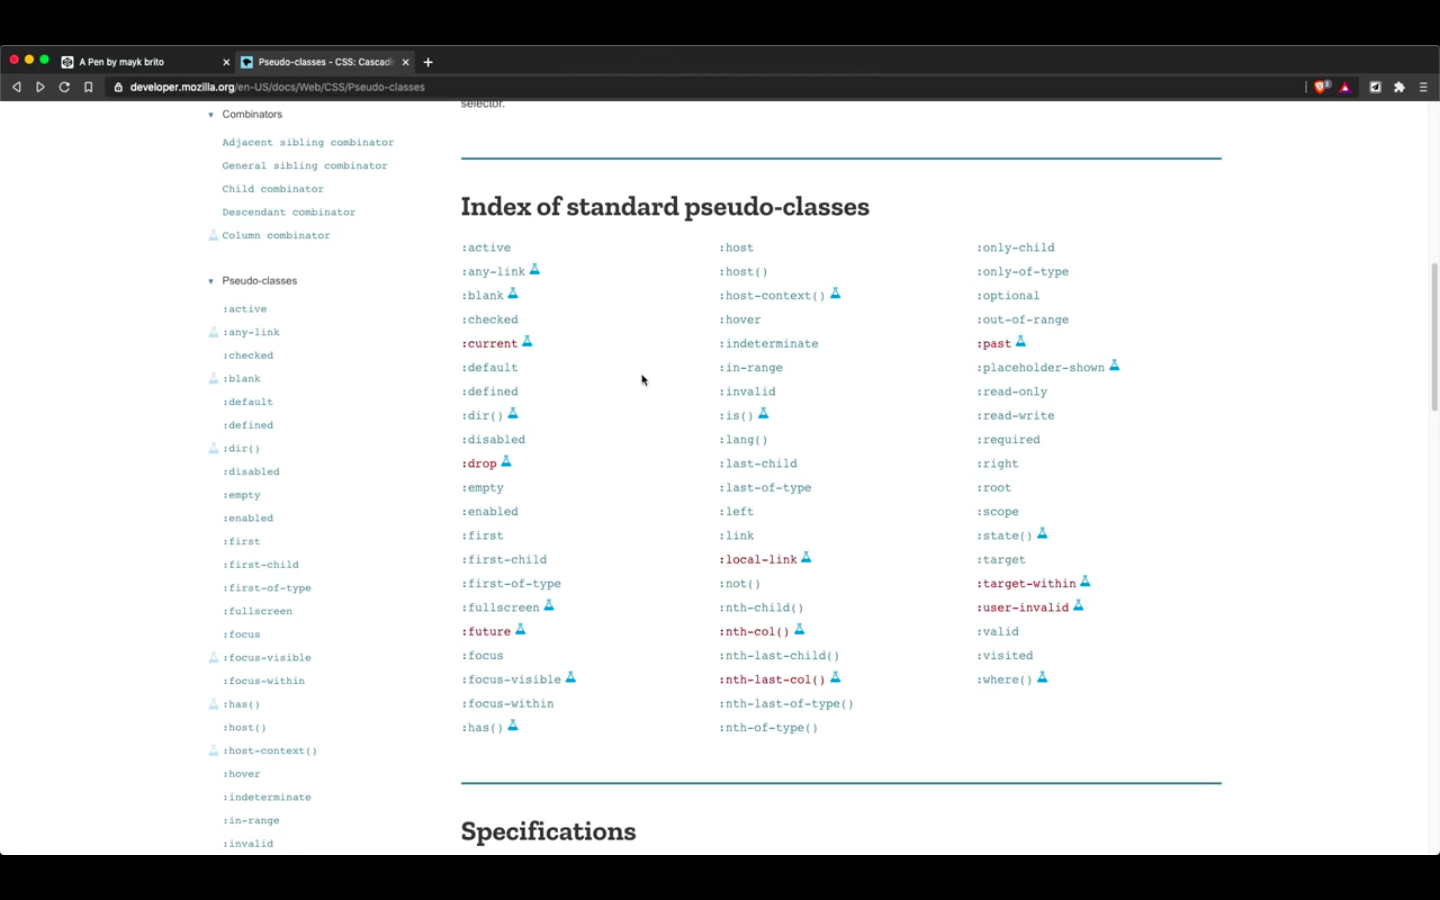 A Pen by mayk brito
Pseudo-classes - CSS: Cascadi
developer.mozilla.org/en-US/docs/Web/CSS/Pseudo-classes
selector.
Combinators
Adjacent sibling combinator
General sibling combinator
Child combinator
Descendant combinator
Column combinator
Pseudo-classes
:active
:any-link
:checked
:blank
:default
:defined
:dir()
:disabled
:empty
:enabled
:first
:first-child
:first-of-type
:fullscreen
:focus
:focus-visible
:focus-within
:has()
:host()
:host-context()
:hover
:indeterminate
:in-range
:invalid
Index of standard pseudo-classes
:active
:any-link
:blank
:checked
:current
:default
:defined
:dir()
:disabled
:drop
:empty
:enabled
:first
:first-child
:first-of-type
:fullscreen
:future
:focus
:focus-visible
:focus-within
:has()
:host
:host()
:host-context()
:hover
:indeterminate
:in-range
:invalid
:is()
:lang()
:last-child
:last-of-type
:left
:link
:local-link
:not()
:nth-child()
:nth-col()
:nth-last-child()
:nth-last-col()
:nth-last-of-type()
:nth-of-type()
:only-child
:only-of-type
:optional
:out-of-range
:past
:placeholder-shown
:read-only
:read-write
:required
:right
:root
:scope
:state()
:target
:target-within
:user-invalid
:valid
:visited
:where()
Specifications